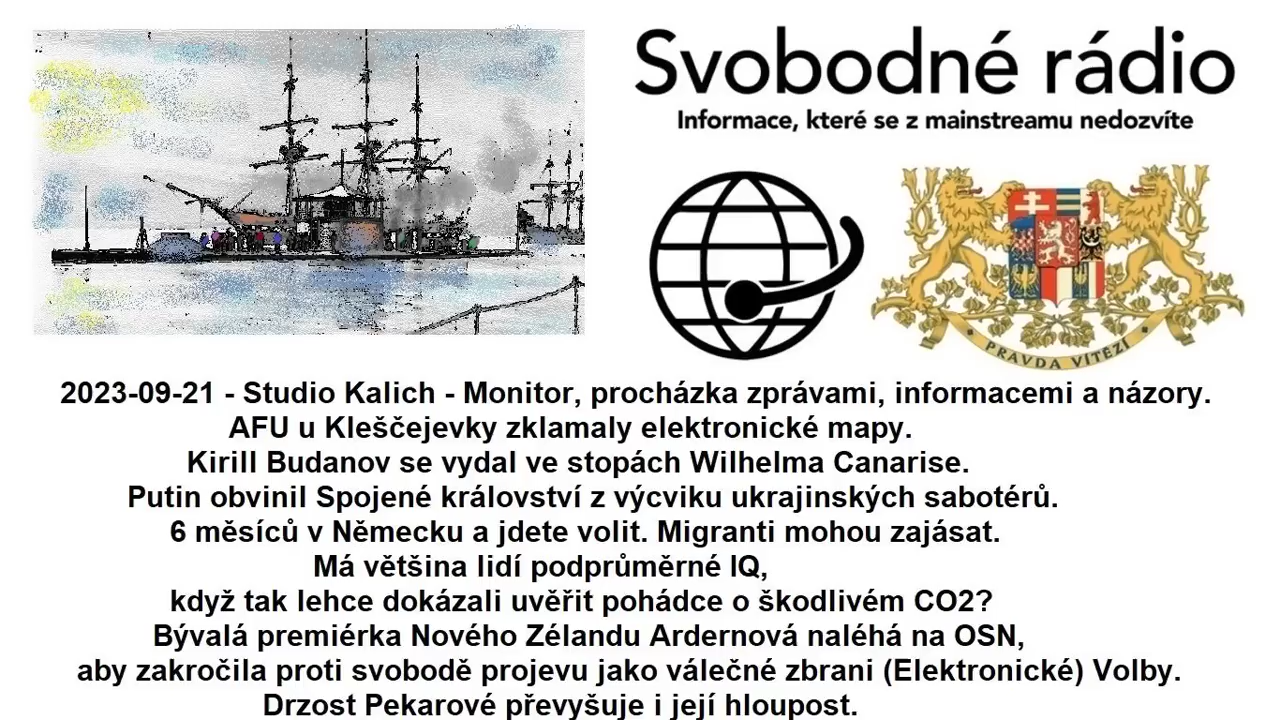 Svobodné rádio
Informace, které se z mainstreamu nedozvíte
PRAVDA VÍTĚZÍ
2023-09-21 - Studio Kalich - Monitor, procházka zprávami, informacemi a názory.
AFU u Kleščejevky zklamaly elektronické mapy.
Kirill Budanov se vydal ve stopách Wilhelma Canarise.
Putin obvinil Spojené království z výcviku ukrajinských sabotérů.
6 měsíců v Německu a jdete volit. Migranti mohou zajásat.
Má většina lidí podprůměrné IQ,
když tak lehce dokázali uvěřit pohádce o škodlivém CO2?
Bývalá premiérka Nového Zélandu Ardernová naléhá na OSN,
aby zakročila proti svobodě projevu jako válečné zbrani (Elektronické) Volby.
Drzost Pekarové převyšuje i její hloupost.